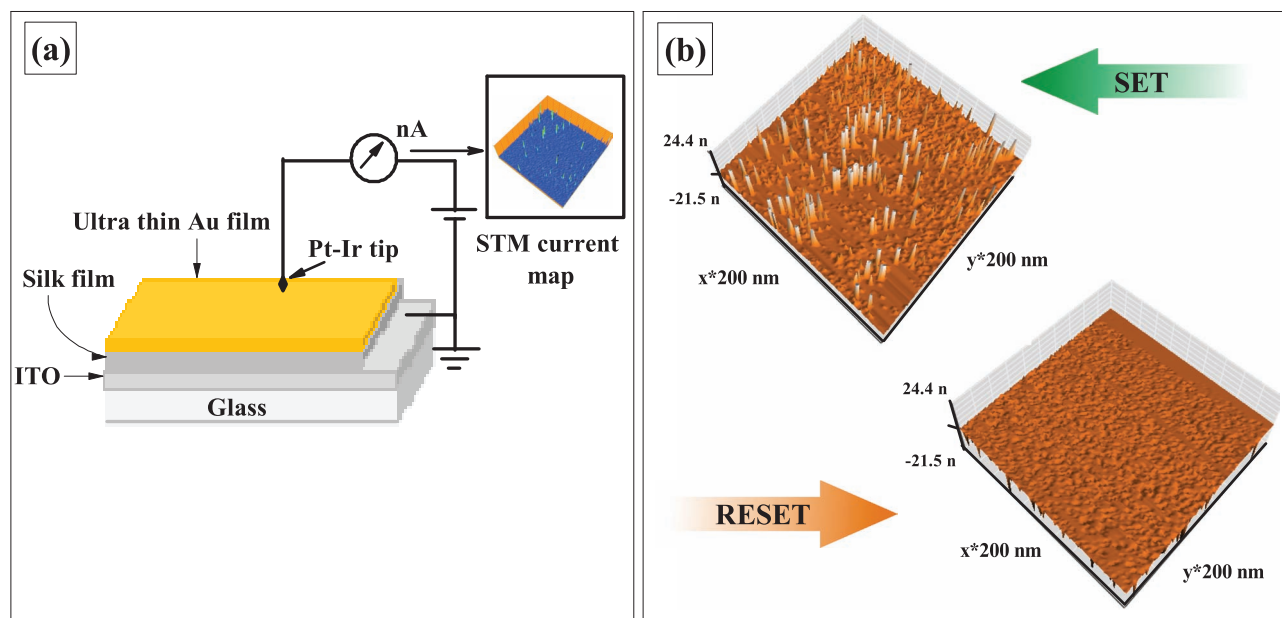 (a)
nA
STM current
map
Ultra thin Au film
Pt-Ir tip
Silk film
ITO
Glass
(b)
SET
24.4 n
-21.5 n
x*200 nm
y*200 nm
24.4 n
-21.5 n
RESET
x*200 nm
y*200 nm